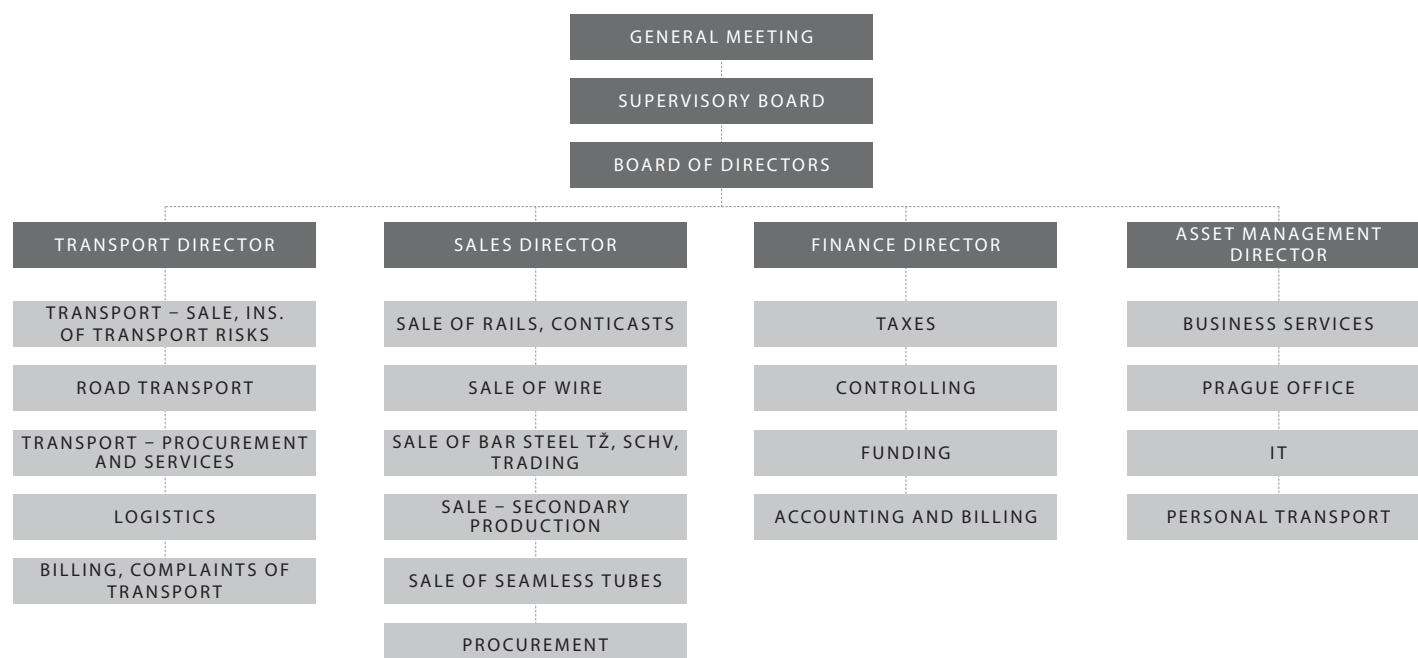 GENERAL MEETING
SUPERVISORY BOARD
BOARD OF DIRECTORS
TRANSPORT DIRECTOR
TRANSPORT – SALE, INS.
OF TRANSPORT RISKS
ROAD TRANSPORT
TRANSPORT – PROCUREMENT
AND SERVICES
LOGISTICS
BILLING, COMPLAINTS OF
TRANSPORT
SALES DIRECTOR
SALE OF RAILS, CONTICASTS
SALE OF WIRE
SALE OF BAR STEEL TŽ, SCHV,
TRADING
SALE – SECONDARY
PRODUCTION
SALE OF SEAMLESS TUBES
PROCUREMENT
FINANCE DIRECTOR
TAXES
CONTROLLING
FUNDING
ACCOUNTING AND BILLING
ASSET MANAGEMENT
DIRECTOR
BUSINESS SERVICES
PRAGUE OFFICE
IT
PERSONAL TRANSPORT